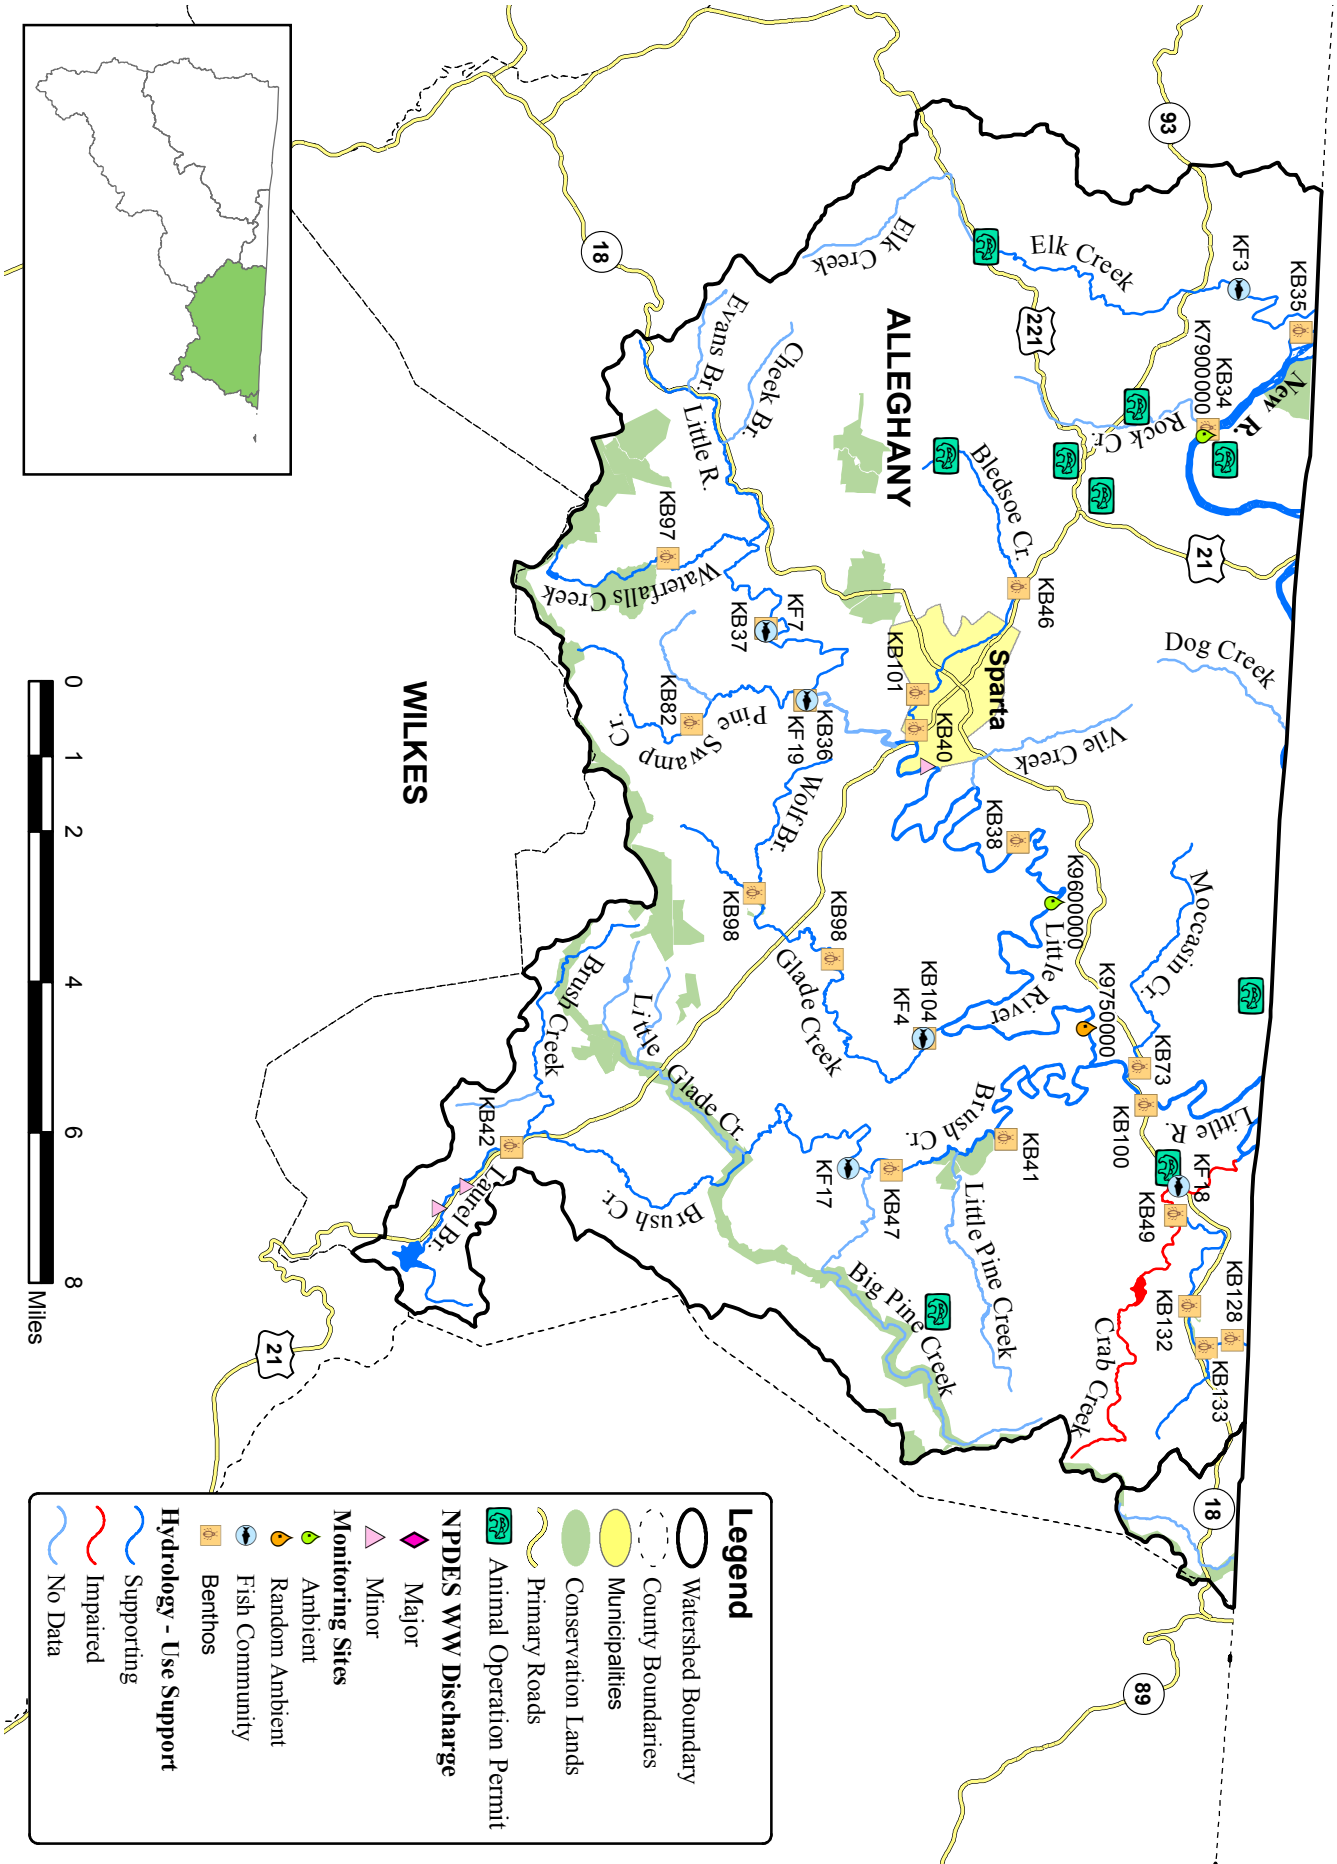 93
18
221
21
21
18
89
KB35
KF3
New R.
KB34
K7900000
Elk Creek
Elk Creek
Rock Cr.
ALLEGHANY
Bledsoe Cr.
KB46
Evans Br.
Cheek Br.
Little R.
KB97
Waterfalls Creek
KF7
KB37
KB101
Sparta
KB40
Dog Creek
Vile Creek
KB82
Pine Swamp Cr.
KB36
KF19
Wolf Br.
KB38
K9600000
Little River
Moccasin Cr.
K9750000
KB98
KB98
Glade Creek
KB104
KF4
KB73
KB100
Little R.
KF18
KB49
KB128
KB132
KB133
Crab Creek
Brush Cr.
KB41
KB47
KF17
Little Pine Creek
Big Pine Creek
Little
Glade Cr.
Brush Creek
Brush Cr.
KB42
Laurel Br.
WILKES
0 1 2 4 6 8
Miles
Legend
Watershed Boundary
County Boundaries
Municipalities
Conservation Lands
Primary Roads
Animal Operation Permit
NPDES WW Discharge
Major
Minor
Monitoring Sites
Ambient
Random Ambient
Fish Community
Benthos
Hydrology - Use Support
Supporting
Impaired
No Data